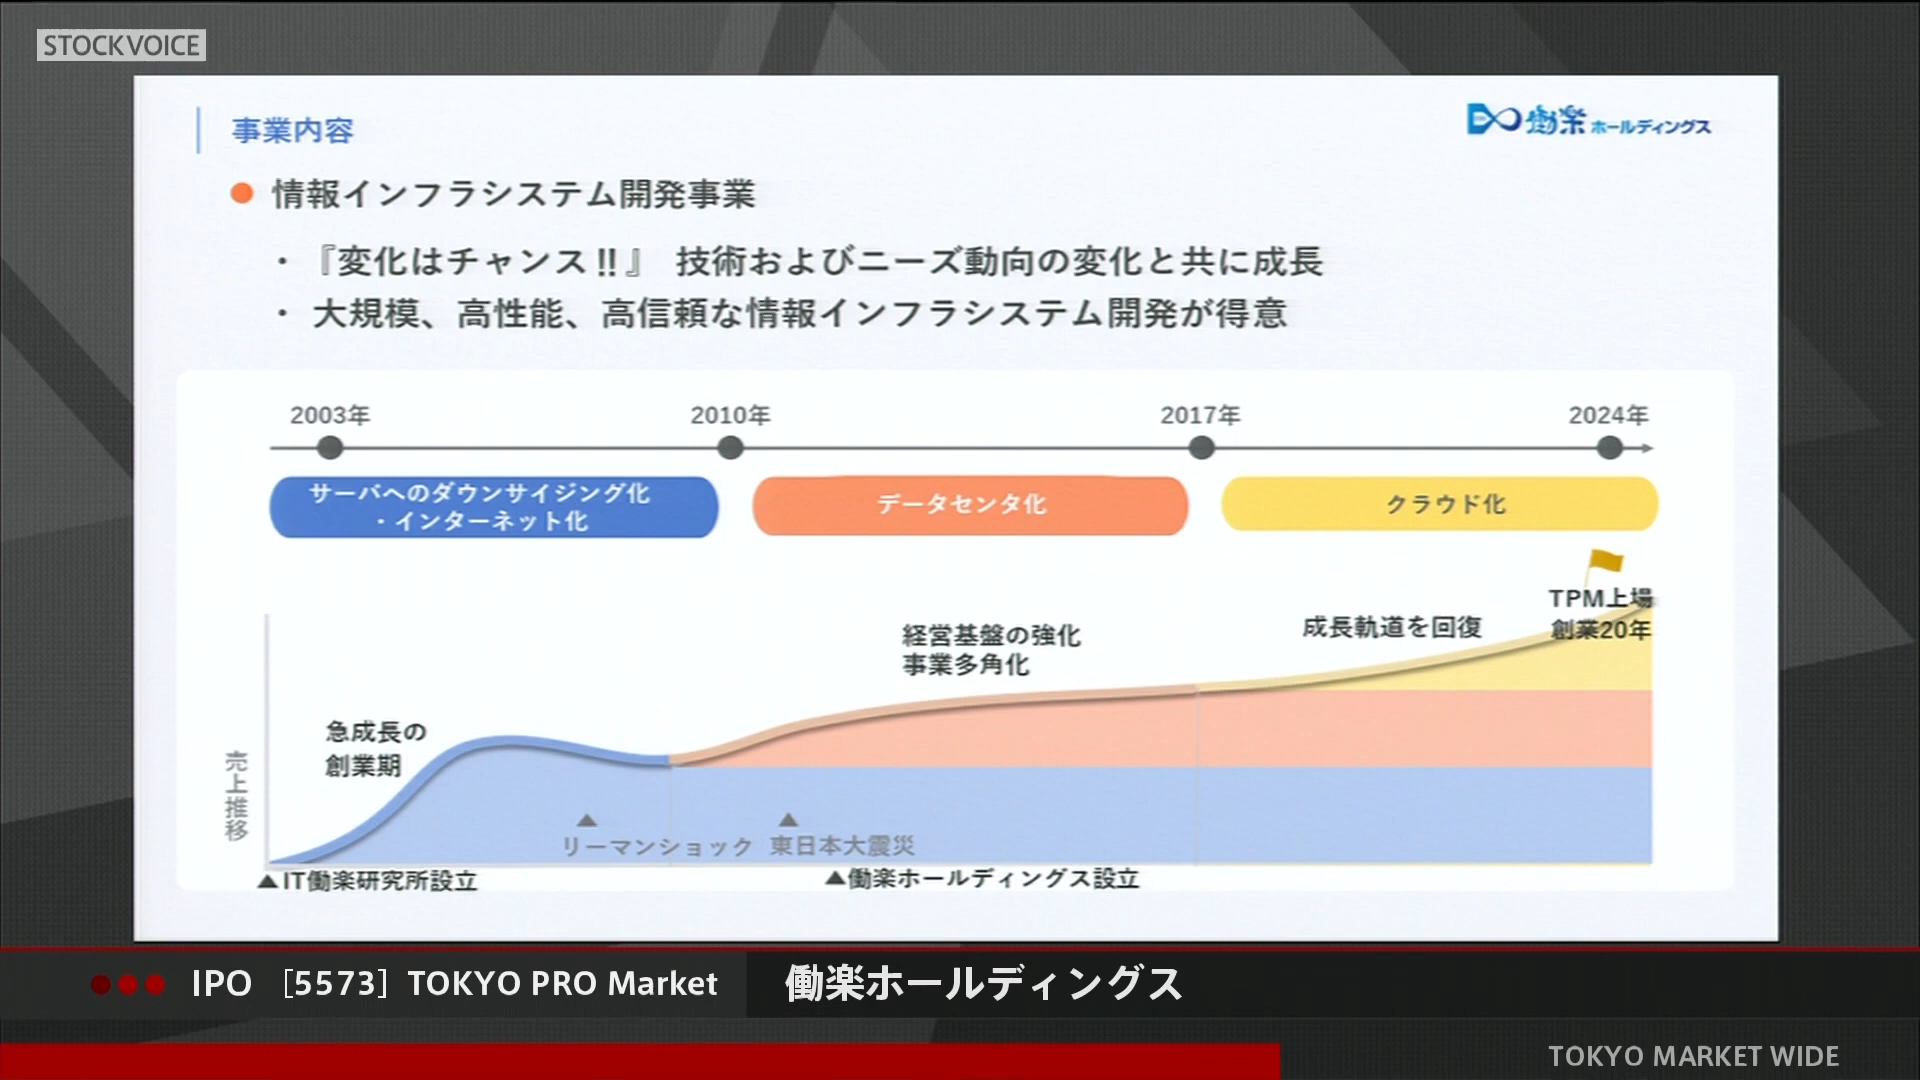 STOCKVOICE
事業内容
働楽ホールディングス
情報インフラシステム開発事業
・『変化はチャンス!!』 技術およびニーズ動向の変化と共に成長
・ 大規模、高性能、高信頼な情報インフラシステム開発が得意
2003年 2010年 2017年 2024年
サーバへのダウンサイジング化
・インターネット化
データセンタ化
クラウド化
TPM上場
創業20年
成長軌道を回復
経営基盤の強化
事業多角化
急成長の
創業期
売上推移
▲
リーマンショック
▲
東日本大震災
▲IT働楽研究所設立
▲働楽ホールディングス設立
IPO [5573] TOKYO PRO Market 働楽ホールディングス
TOKYO MARKET WIDE